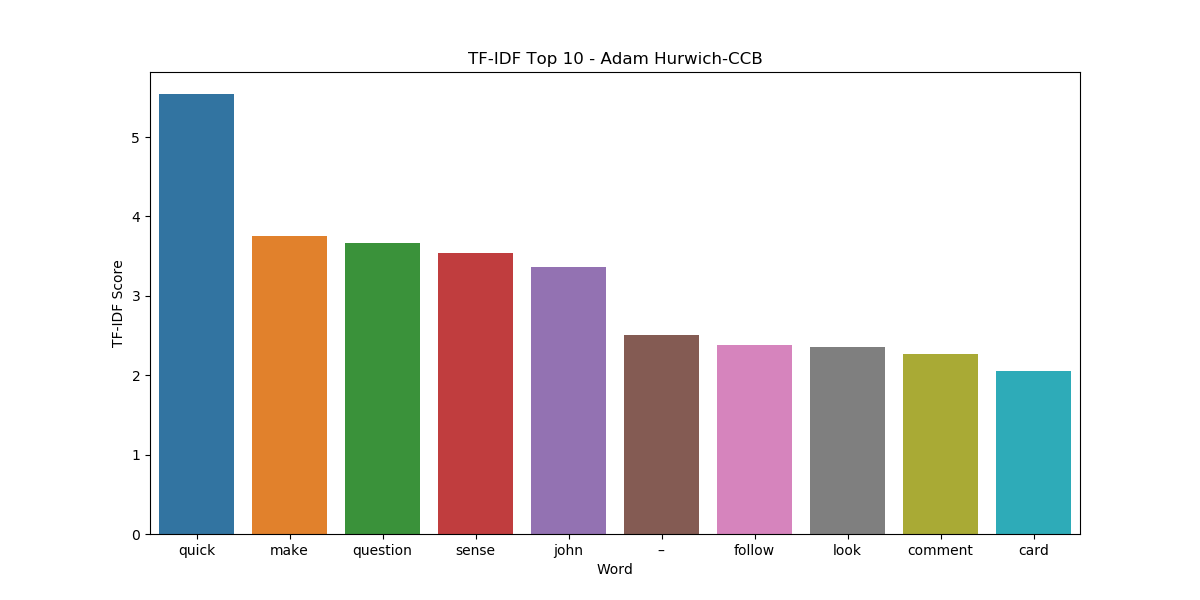 TF-IDF Top 10 - Adam Hurwich-CCB
TF-IDF Score
5
4
3
2
1
0
quick make question sense john – follow look comment card
Word